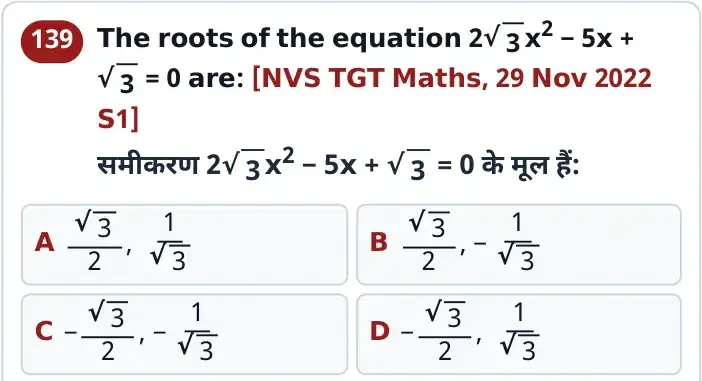 139 The roots of the equation 2√3x² – 5x +
√3 = 0 are: [NVS TGT Maths, 29 Nov 2022
S1]
समीकरण 2√3x² – 5x + √3 = 0 के मूल हैं:
A √3/2, 1/√3
B √3/2, – 1/√3
C – √3/2, – 1/√3
D – √3/2, 1/√3